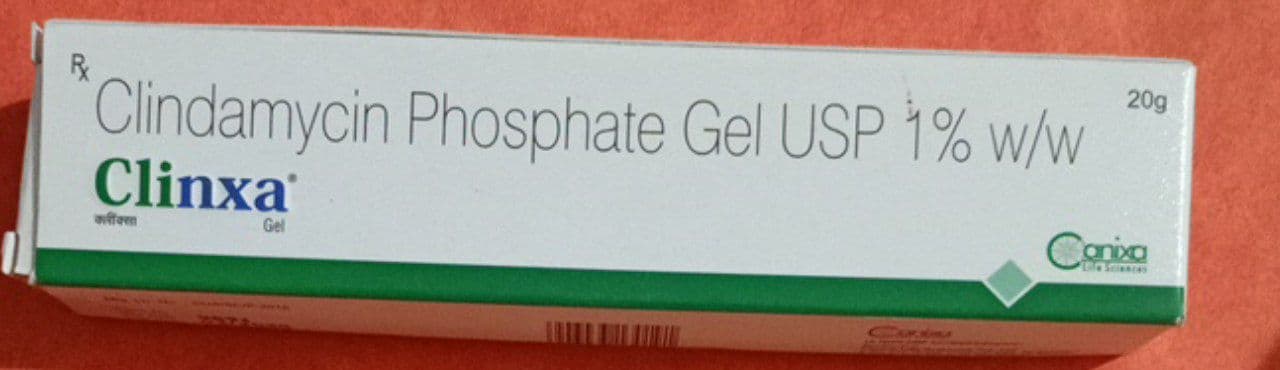 Rx Clindamycin Phosphate Gel USP 1% w/w 20g
Clinxa®
क्लींक्सा Gel
Canixa
Life Sciences